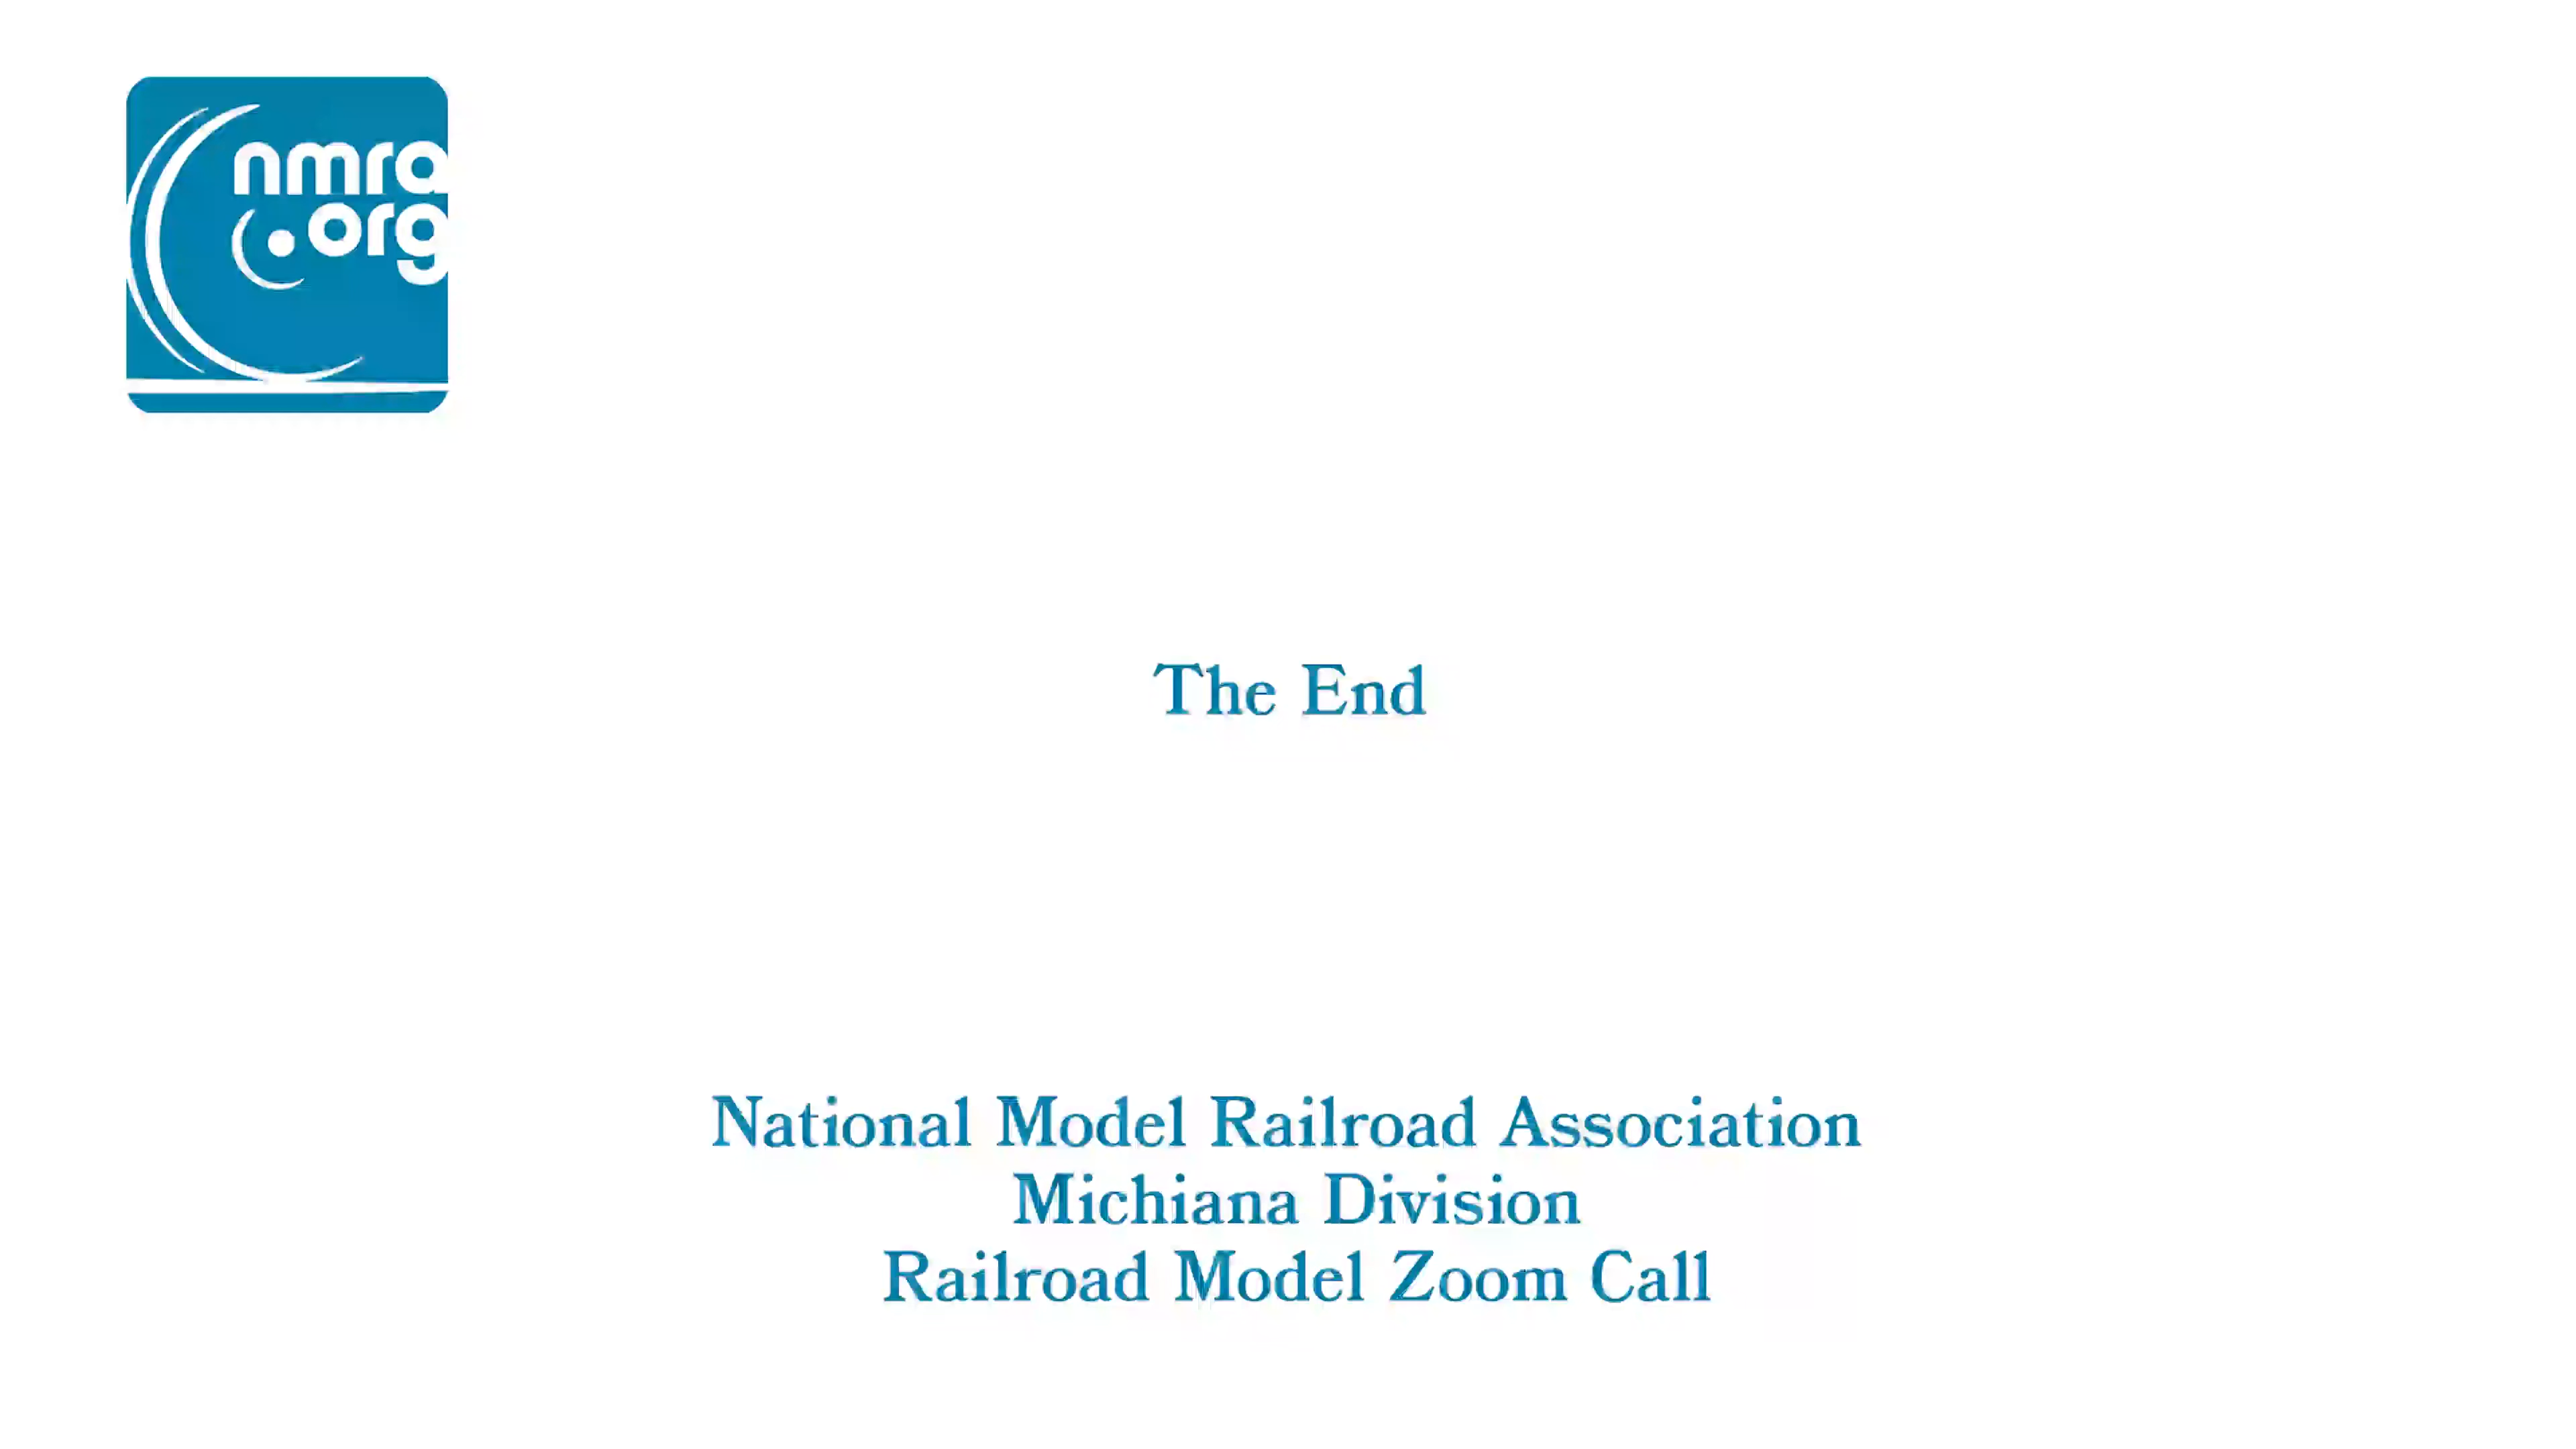 nmra
.org
The End
National Model Railroad Association
Michiana Division
Railroad Model Zoom Call